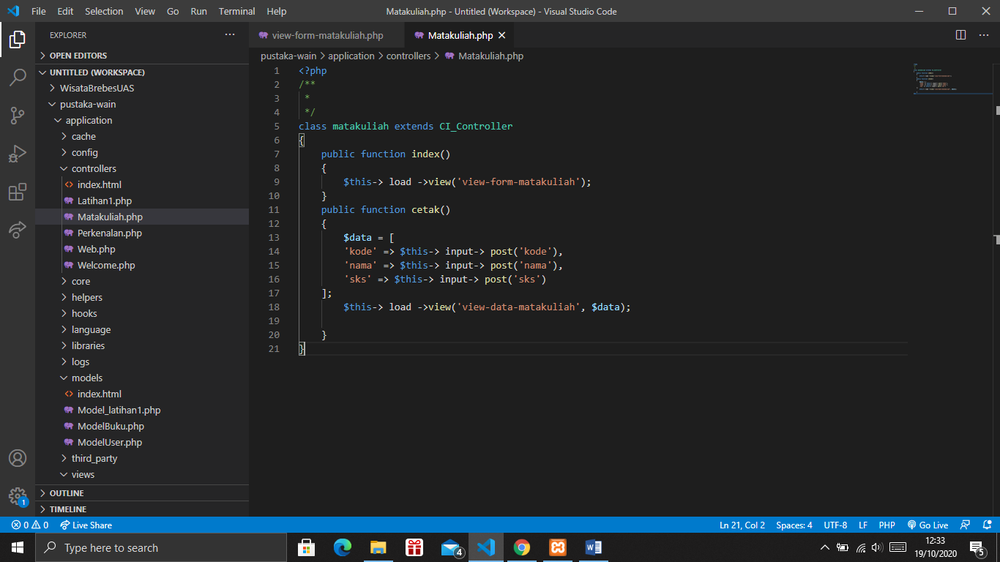 File Edit Selection View Go Run Terminal Help
Matakuliah.php - Untitled (Workspace) - Visual Studio Code
EXPLORER
OPEN EDITORS
UNTITLED (WORKSPACE)
WisataBrebesUAS
pustaka-wain
application
cache
config
controllers
index.html
Latihan1.php
Matakuliah.php
Perkenalan.php
Web.php
Welcome.php
core
helpers
hooks
language
libraries
logs
models
index.html
Model_latihan1.php
ModelBuku.php
ModelUser.php
third_party
views
OUTLINE
TIMELINE
1
view-form-matakuliah.php Matakuliah.php
pustaka-wain > application > controllers > Matakuliah.php
1 <?php
2 /**
3  *
4  */
5 class matakuliah extends CI_Controller
6 {
7     public function index()
8     {
9         $this-> load ->view('view-form-matakuliah');
10     }
11     public function cetak()
12     {
13         $data = [
14         'kode' => $this-> input-> post('kode'),
15         'nama' => $this-> input-> post('nama'),
16         'sks' => $this-> input-> post('sks')
17     ];
18         $this-> load ->view('view-data-matakuliah', $data);
19
20     }
21 }
0 0 Live Share Ln 21, Col 2 Spaces: 4 UTF-8 LF PHP Go Live
Type here to search
4
12:33
19/10/2020
5